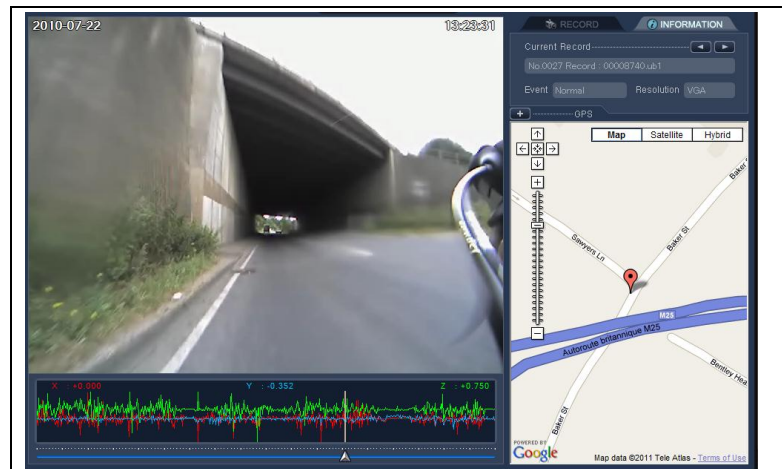 2010-07-22
13:23:31
RECORD
INFORMATION
Current Record
No.0027 Record : 00008740.ub1
Event Normal
Resolution VGA
GPS
Map Satellite Hybrid
Baker St
Sawyers Ln
Baker St
M25
Autoroute britannique M25
Bentley Hea
Baker St
POWERED BY
Google
Map data ©2011 Tele Atlas - Terms of Use
X : +0.000
Y : -0.352
Z : +0.750